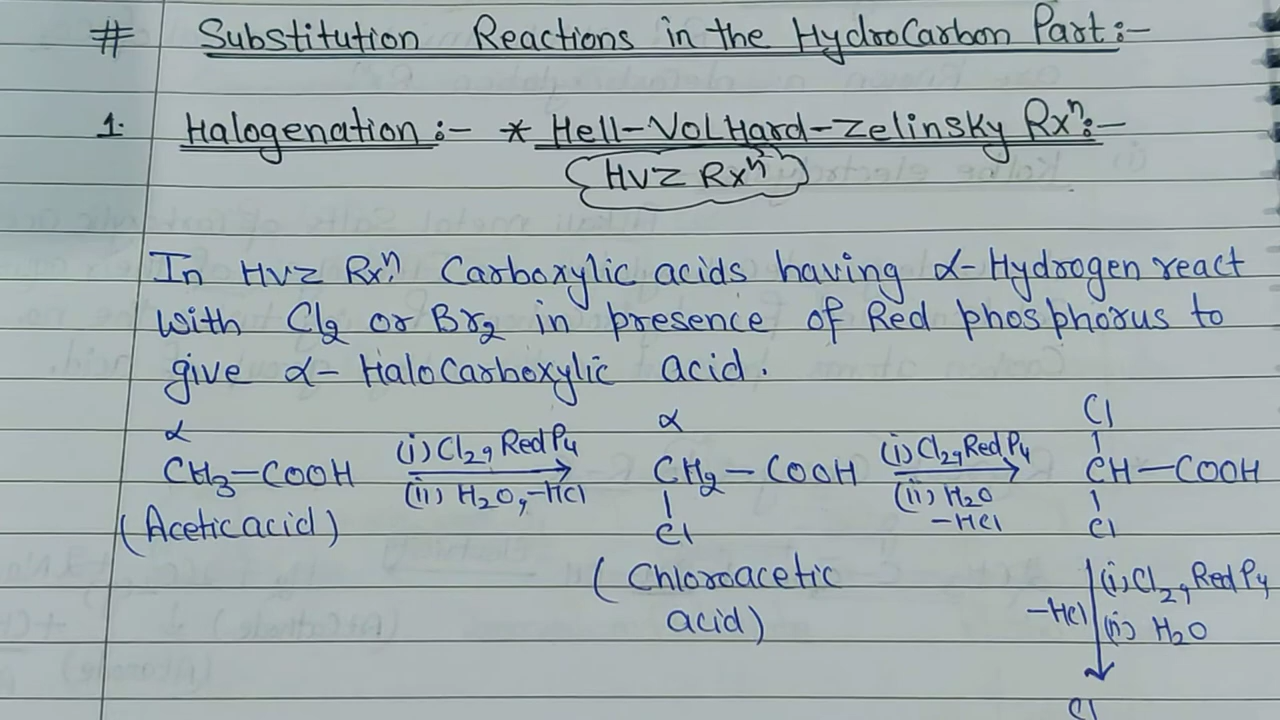 # Substitution Reactions in the HydroCarbon Part:-
1. Halogenation:- * Hell-VolHard-Zelinsky Rxⁿ:-
HVZ Rxⁿ
In HVZ Rxⁿ, Carboxylic acids having α-Hydrogen react
with Cl₂ or Br₂ in presence of Red phosphorus to
give α-HaloCarboxylic acid.
α α Cl
CH₃-COOH (i) Cl₂, Red P₄ CH₂-COOH (i) Cl₂, Red P₄ CH-COOH
(ii) H₂O, -HCl (ii) H₂O
(Acetic acid) Cl -HCl Cl
(Chloroacetic (i) Cl₂, Red P₄
acid) -HCl (ii) H₂O
Cl